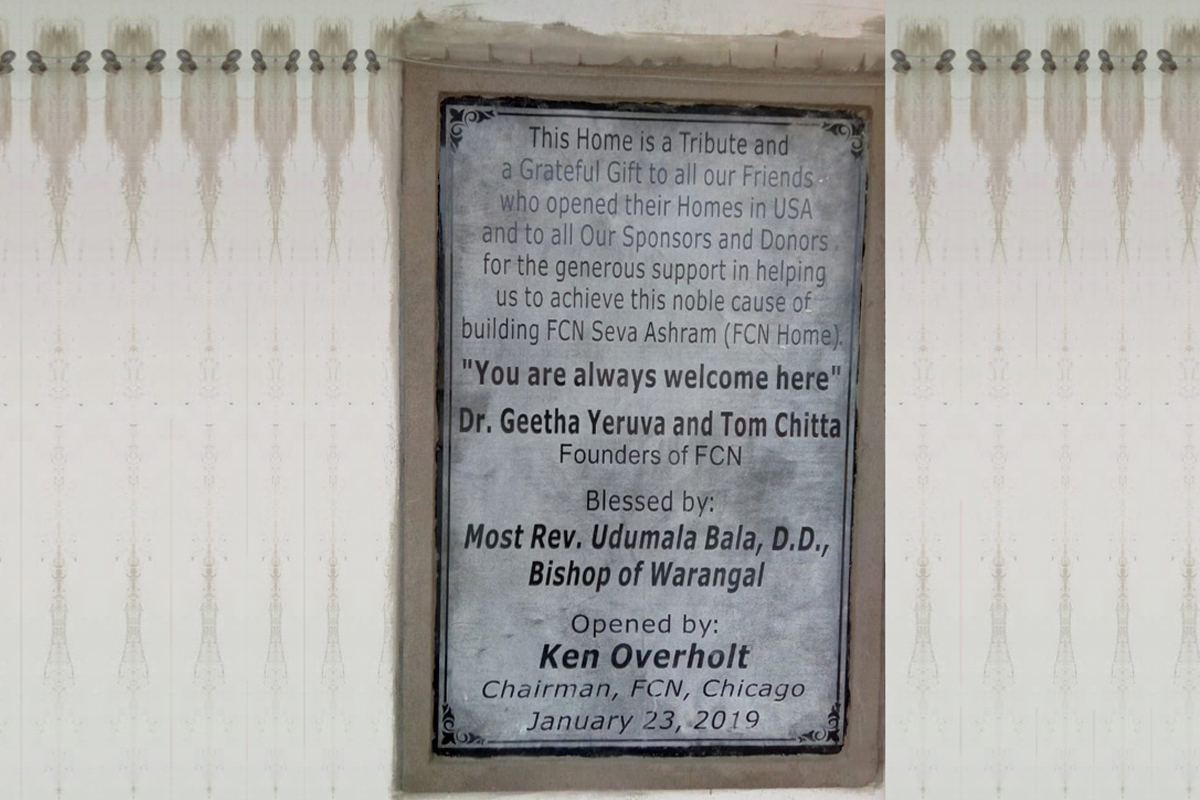 This Home is a Tribute and
a Grateful Gift to all our Friends
who opened their Homes in USA
and to all Our Sponsors and Donors
for the generous support in helping
us to achieve this noble cause of
building FCN Seva Ashram (FCN Home).
"You are always welcome here"
Dr. Geetha Yeruva and Tom Chitta
Founders of FCN
Blessed by:
Most Rev. Udumala Bala, D.D.,
Bishop of Warangal
Opened by:
Ken Overholt
Chairman, FCN, Chicago
January 23, 2019